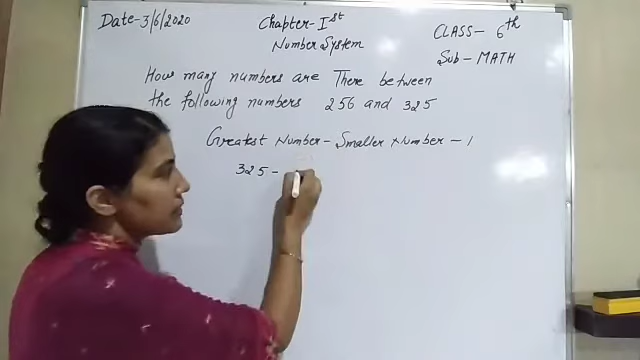 Date-3/6/2020
Chapter-Ist
Number System
CLASS- 6th
Sub-MATH
How many numbers are There between
the following numbers 256 and 325
Greatest Number-Smaller Number-1
325-